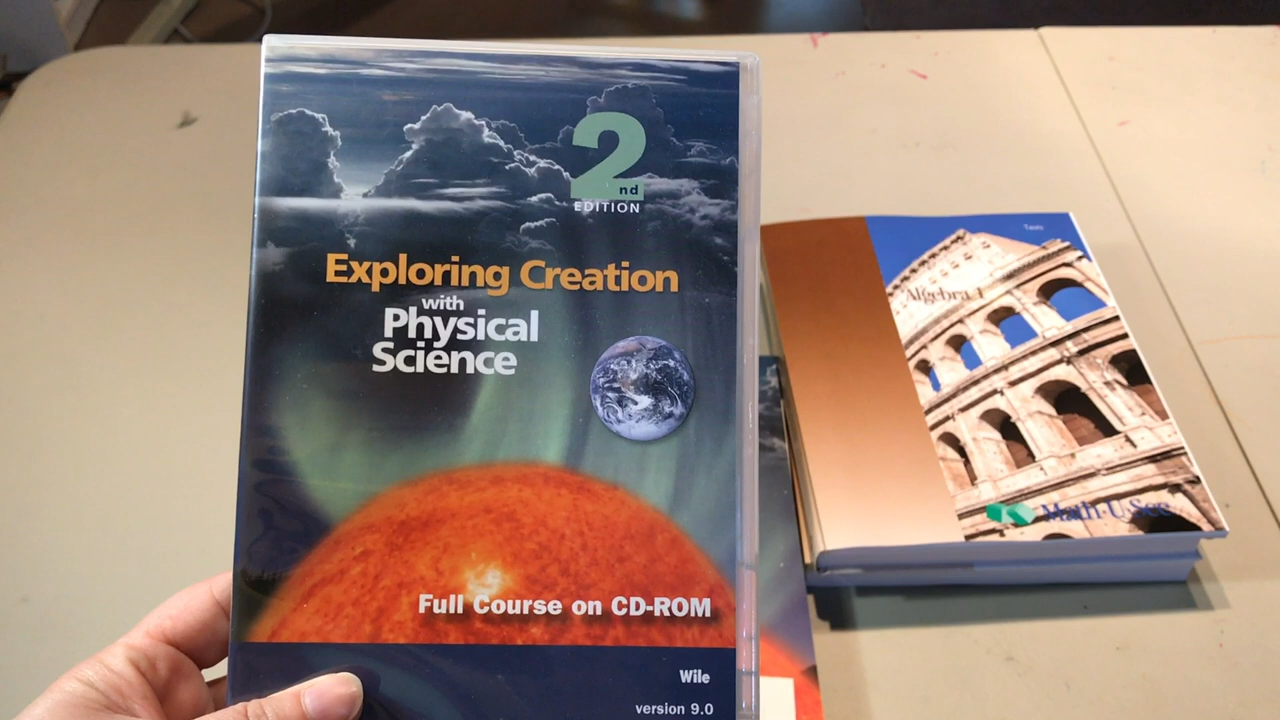 2
nd
EDITION
Exploring Creation
with
Physical
Science
Full Course on CD-ROM
Wile
version 9.0
Tests
Algebra 1
Math·U·See